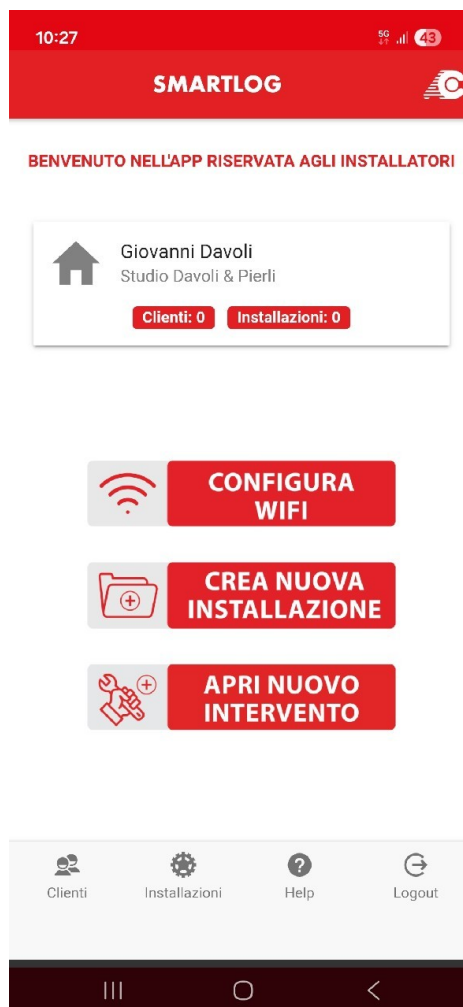 10:27
5G
43
SMARTLOG
BENVENUTO NELL'APP RISERVATA AGLI INSTALLATORI
Giovanni Davoli
Studio Davoli & Pierli
Clienti: 0 Installazioni: 0
CONFIGURA
WIFI
CREA NUOVA
INSTALLAZIONE
APRI NUOVO
INTERVENTO
Clienti Installazioni Help Logout